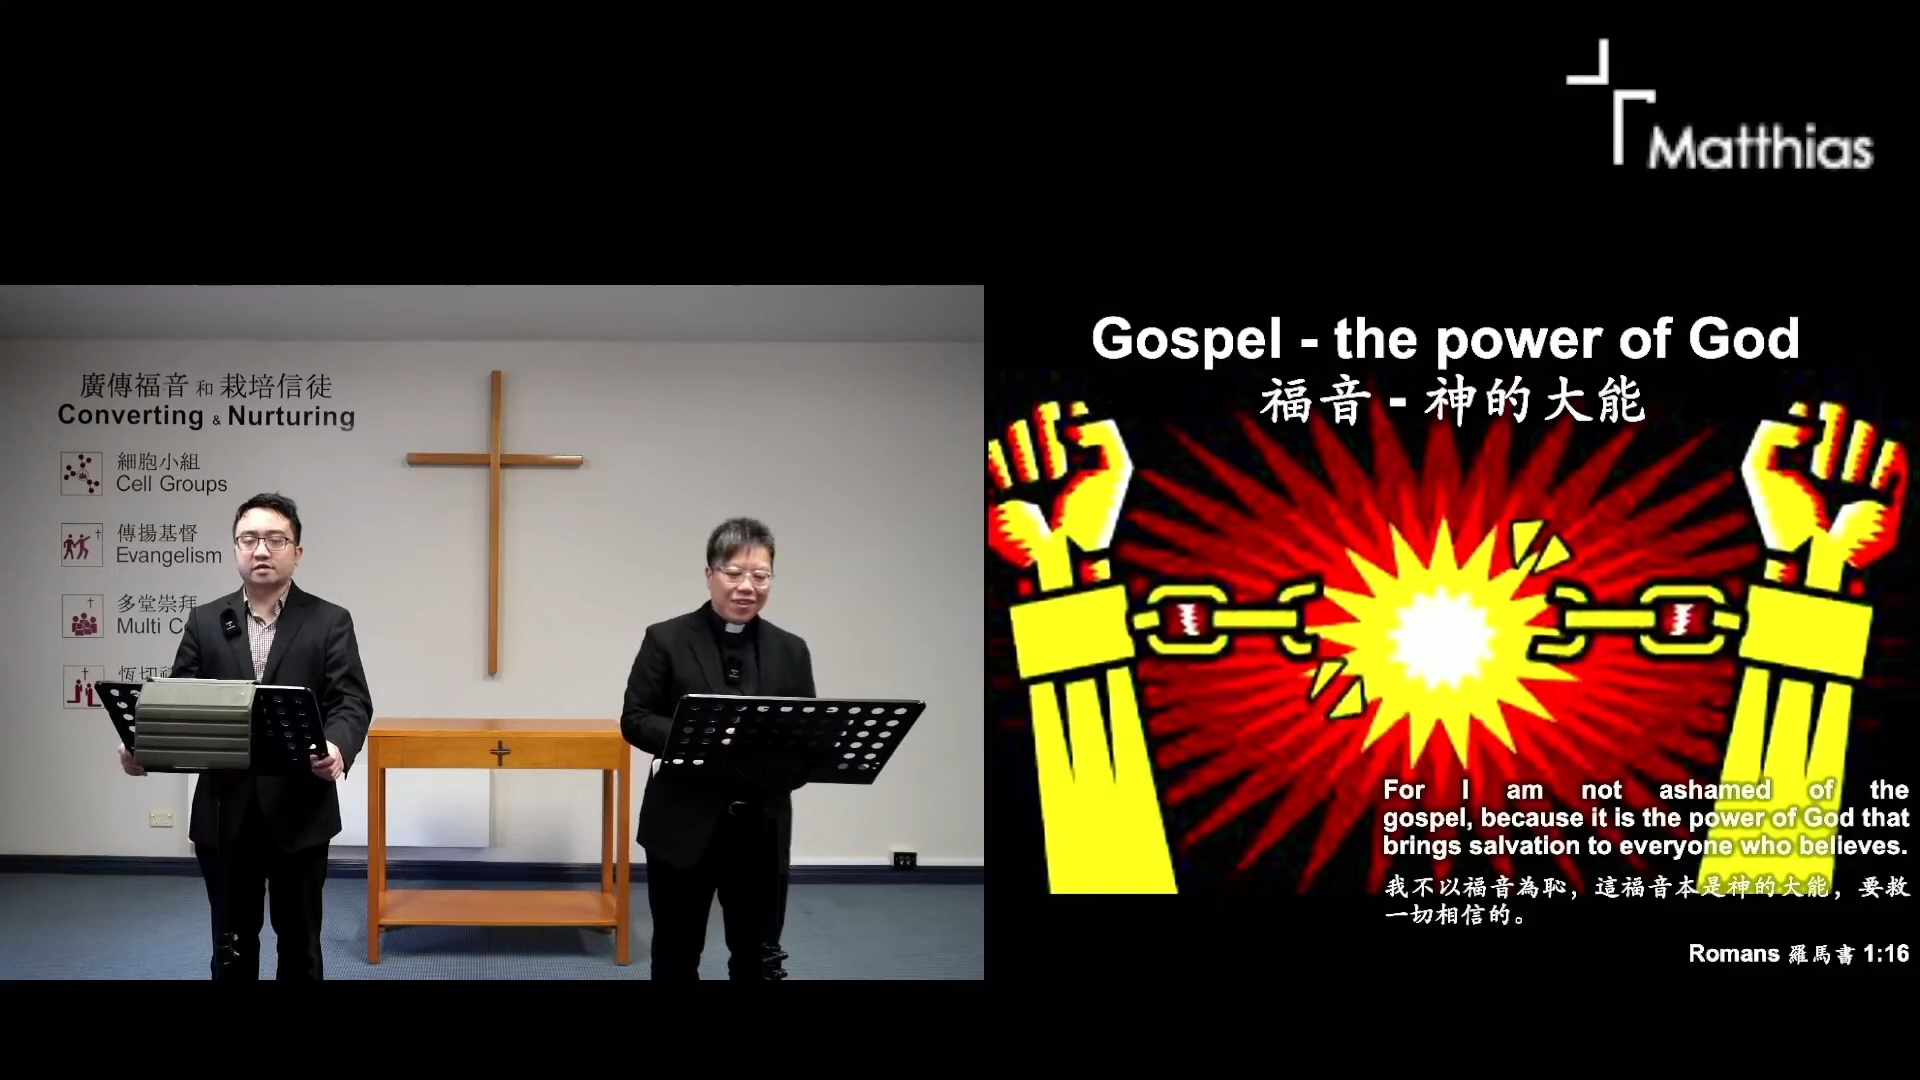 Matthias
廣傳福音 和 栽培信徒
Converting & Nurturing
細胞小組
Cell Groups
傳揚基督
Evangelism
多堂崇拜
Multi
恆切
Gospel - the power of God
福音 - 神的大能
For I am not ashamed of the
gospel, because it is the power of God that
brings salvation to everyone who believes.
我不以福音為恥，這福音本是神的大能，要救
一切相信的。
Romans 羅馬書 1:16